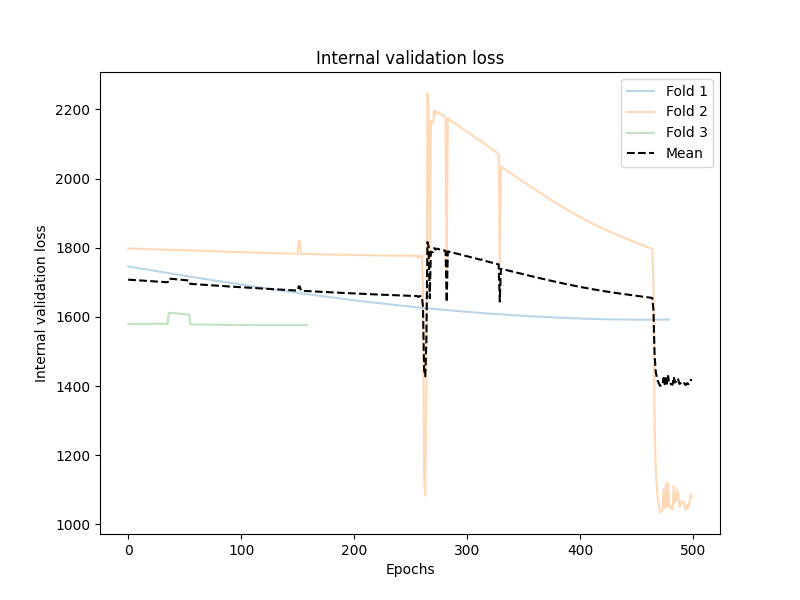 Internal validation loss
Fold 1
Fold 2
Fold 3
Mean
Internal validation loss
2200
2000
1800
1600
1400
1200
1000
0
100
200
300
400
500
Epochs